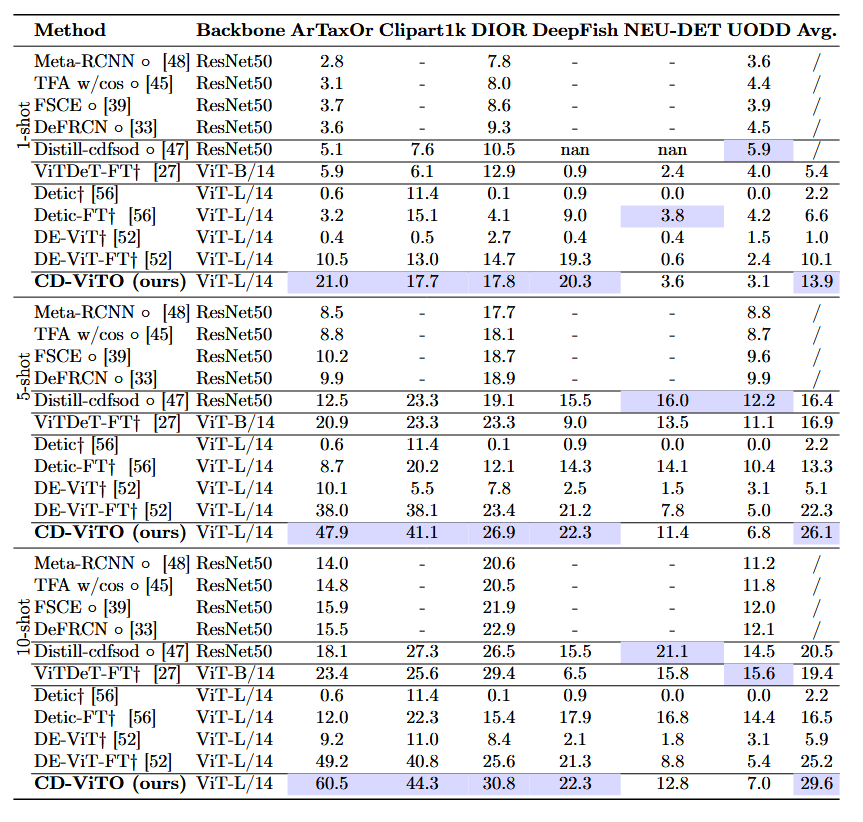 Method Backbone ArTaxOr Clipart1k DIOR DeepFish NEU-DET UODD Avg.
1-shot
Meta-RCNN ∘ [48] ResNet50 2.8 - 7.8 - - 3.6 /
TFA w/cos ∘ [45] ResNet50 3.1 - 8.0 - - 4.4 /
FSCE ∘ [39] ResNet50 3.7 - 8.6 - - 3.9 /
DeFRCN ∘ [33] ResNet50 3.6 - 9.3 - - 4.5 /
Distill-cdfsod ∘ [47] ResNet50 5.1 7.6 10.5 nan nan 5.9 /
ViTDeT-FT† [27] ViT-B/14 5.9 6.1 12.9 0.9 2.4 4.0 5.4
Detic† [56] ViT-L/14 0.6 11.4 0.1 0.9 0.0 0.0 2.2
Detic-FT† [56] ViT-L/14 3.2 15.1 4.1 9.0 3.8 4.2 6.6
DE-ViT† [52] ViT-L/14 0.4 0.5 2.7 0.4 0.4 1.5 1.0
DE-ViT-FT† [52] ViT-L/14 10.5 13.0 14.7 19.3 0.6 2.4 10.1
CD-ViTO (ours) ViT-L/14 21.0 17.7 17.8 20.3 3.6 3.1 13.9
5-shot
Meta-RCNN ∘ [48] ResNet50 8.5 - 17.7 - - 8.8 /
TFA w/cos ∘ [45] ResNet50 8.8 - 18.1 - - 8.7 /
FSCE ∘ [39] ResNet50 10.2 - 18.7 - - 9.6 /
DeFRCN ∘ [33] ResNet50 9.9 - 18.9 - - 9.9 /
Distill-cdfsod ∘ [47] ResNet50 12.5 23.3 19.1 15.5 16.0 12.2 16.4
ViTDeT-FT† [27] ViT-B/14 20.9 23.3 23.3 9.0 13.5 11.1 16.9
Detic† [56] ViT-L/14 0.6 11.4 0.1 0.9 0.0 0.0 2.2
Detic-FT† [56] ViT-L/14 8.7 20.2 12.1 14.3 14.1 10.4 13.3
DE-ViT† [52] ViT-L/14 10.1 5.5 7.8 2.5 1.5 3.1 5.1
DE-ViT-FT† [52] ViT-L/14 38.0 38.1 23.4 21.2 7.8 5.0 22.3
CD-ViTO (ours) ViT-L/14 47.9 41.1 26.9 22.3 11.4 6.8 26.1
10-shot
Meta-RCNN ∘ [48] ResNet50 14.0 - 20.6 - - 11.2 /
TFA w/cos ∘ [45] ResNet50 14.8 - 20.5 - - 11.8 /
FSCE ∘ [39] ResNet50 15.9 - 21.9 - - 12.0 /
DeFRCN ∘ [33] ResNet50 15.5 - 22.9 - - 12.1 /
Distill-cdfsod ∘ [47] ResNet50 18.1 27.3 26.5 15.5 21.1 14.5 20.5
ViTDeT-FT† [27] ViT-B/14 23.4 25.6 29.4 6.5 15.8 15.6 19.4
Detic† [56] ViT-L/14 0.6 11.4 0.1 0.9 0.0 0.0 2.2
Detic-FT† [56] ViT-L/14 12.0 22.3 15.4 17.9 16.8 14.4 16.5
DE-ViT† [52] ViT-L/14 9.2 11.0 8.4 2.1 1.8 3.1 5.9
DE-ViT-FT† [52] ViT-L/14 49.2 40.8 25.6 21.3 8.8 5.4 25.2
CD-ViTO (ours) ViT-L/14 60.5 44.3 30.8 22.3 12.8 7.0 29.6